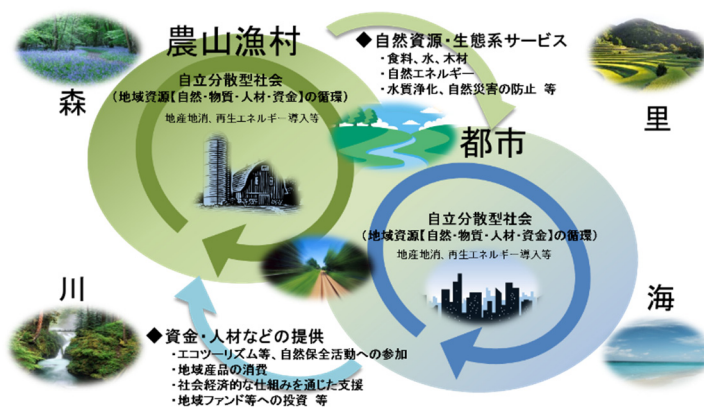 農山漁村
森
自立分散型社会
（地域資源【自然・物質・人材・資金】の循環）
地産地消、再生エネルギー導入等
◆自然資源・生態系サービス
・食料、水、木材
・自然エネルギー
・水質浄化、自然災害の防止 等
里
都市
自立分散型社会
（地域資源【自然・物質・人材・資金】の循環）
地産地消、再生エネルギー導入等
川
海
◆資金・人材などの提供
・エコツーリズム等、自然保全活動への参加
・地域産品の消費
・社会経済的な仕組みを通じた支援
・地域ファンド等への投資 等